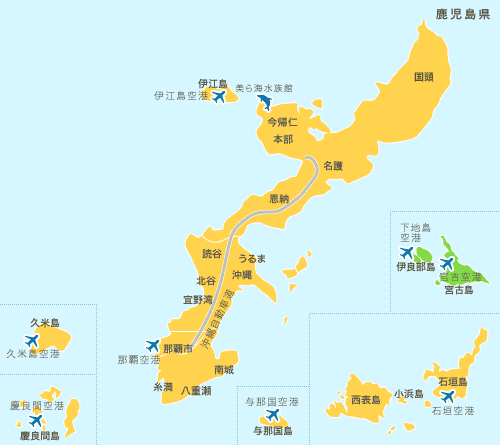 鹿児島県
国頭
伊江島
伊江島空港
美ら海水族館
今帰仁
本部
名護
恩納
読谷
うるま
北谷
沖縄
宜野湾
沖縄自動車道
那覇市
那覇空港
南城
糸満
八重瀬
下地島
空港
伊良部島
宮古空港
宮古島
久米島
久米島空港
慶良間空港
慶良間島
与那国空港
与那国島
西表島
小浜島
石垣島
石垣空港